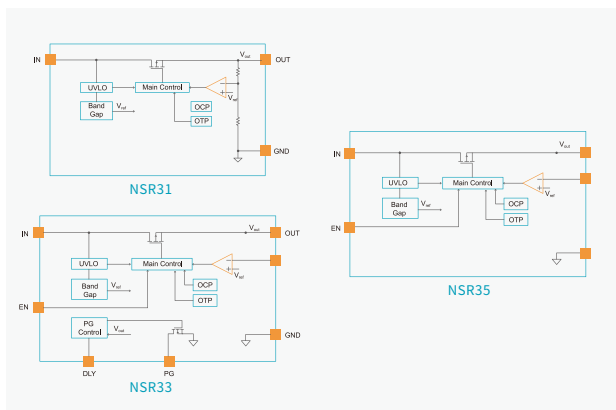 IN
Vout
OUT
UVLO
Main Control
Band
Gap
Vref
Vref
OCP
OTP
GND
NSR31
IN
Vout
OUT
UVLO
Main Control
Band
Gap
Vref
Vref
OCP
OTP
EN
PG
Control
Vout
GND
DLY
PG
NSR33
IN
Vout
UVLO
Main Control
Band
Gap
Vref
Vref
OCP
OTP
EN
NSR35